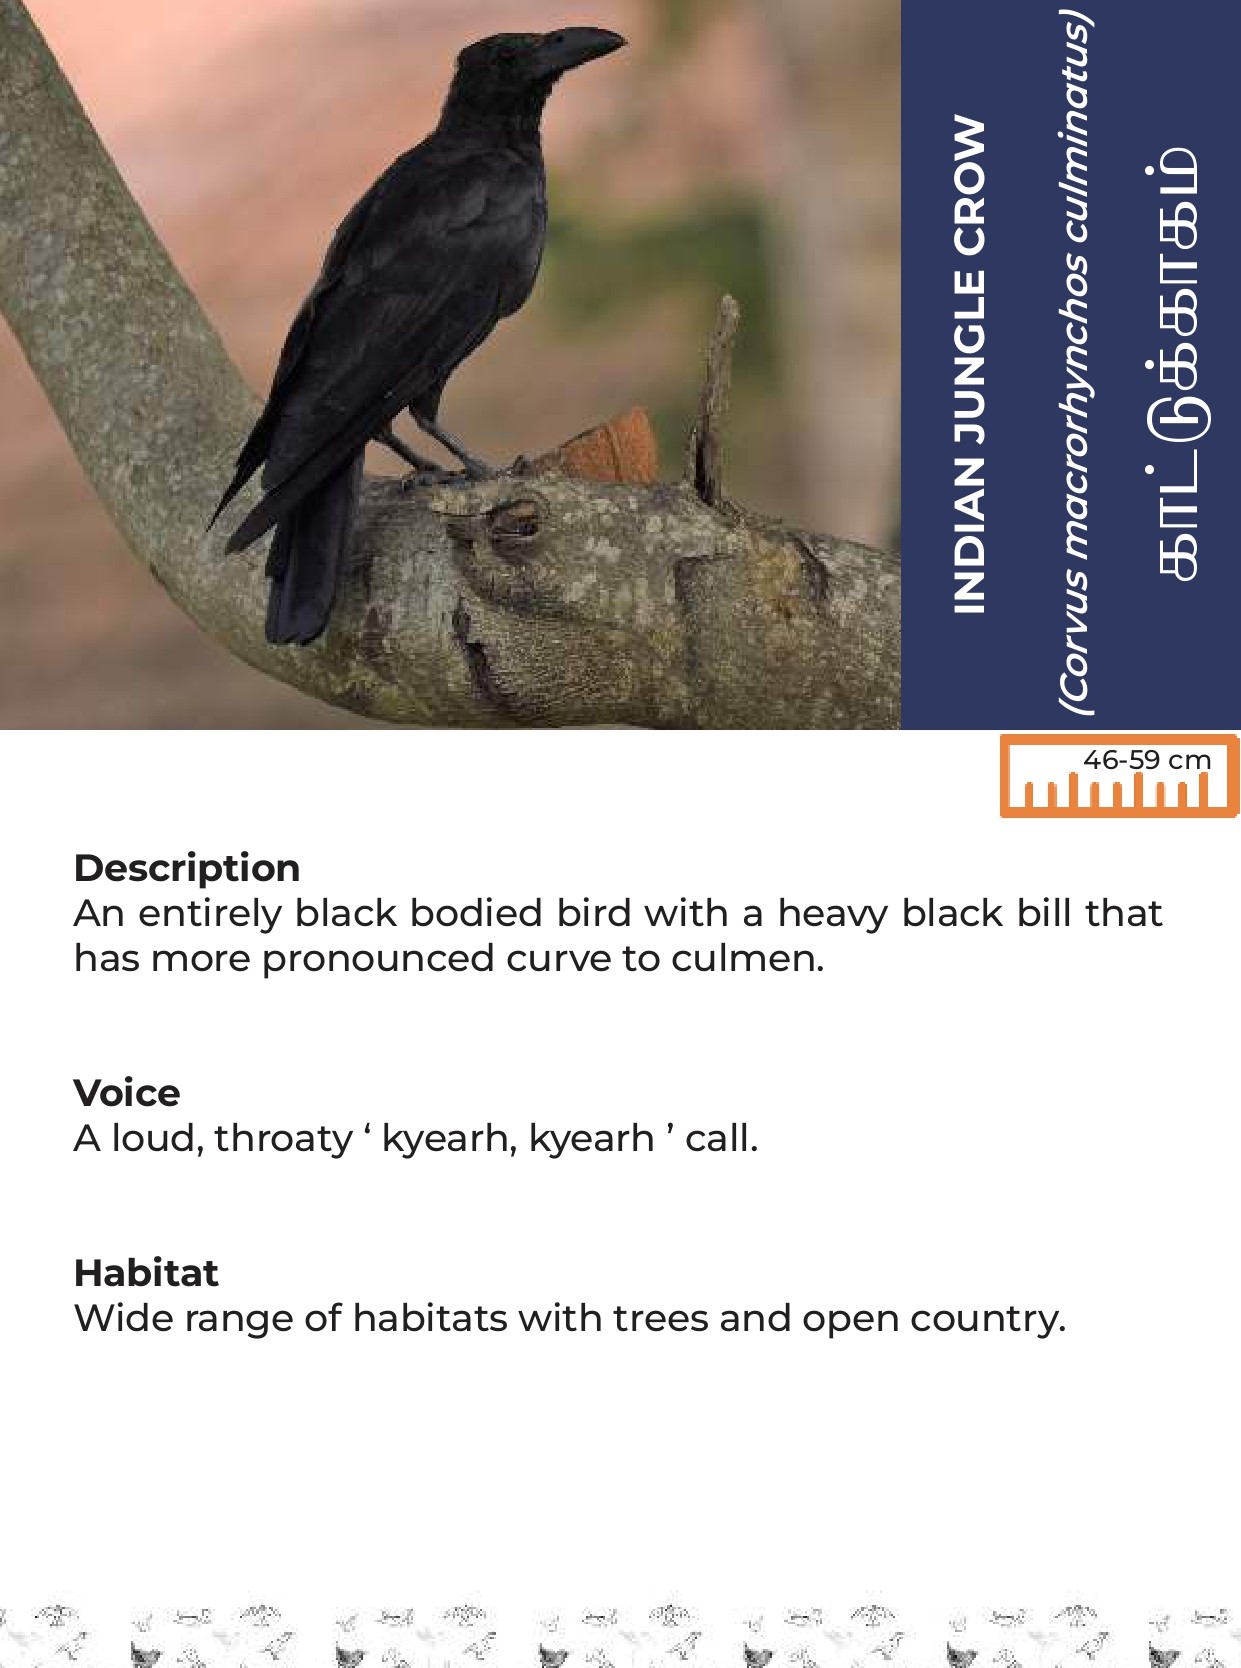 INDIAN JUNGLE CROW
(Corvus macrorhynchos culminatus)
காட்டுக்காகம்
46-59 cm
Description
An entirely black bodied bird with a heavy black bill that
has more pronounced curve to culmen.
Voice
A loud, throaty ‘ kyearh, kyearh ’ call.
Habitat
Wide range of habitats with trees and open country.